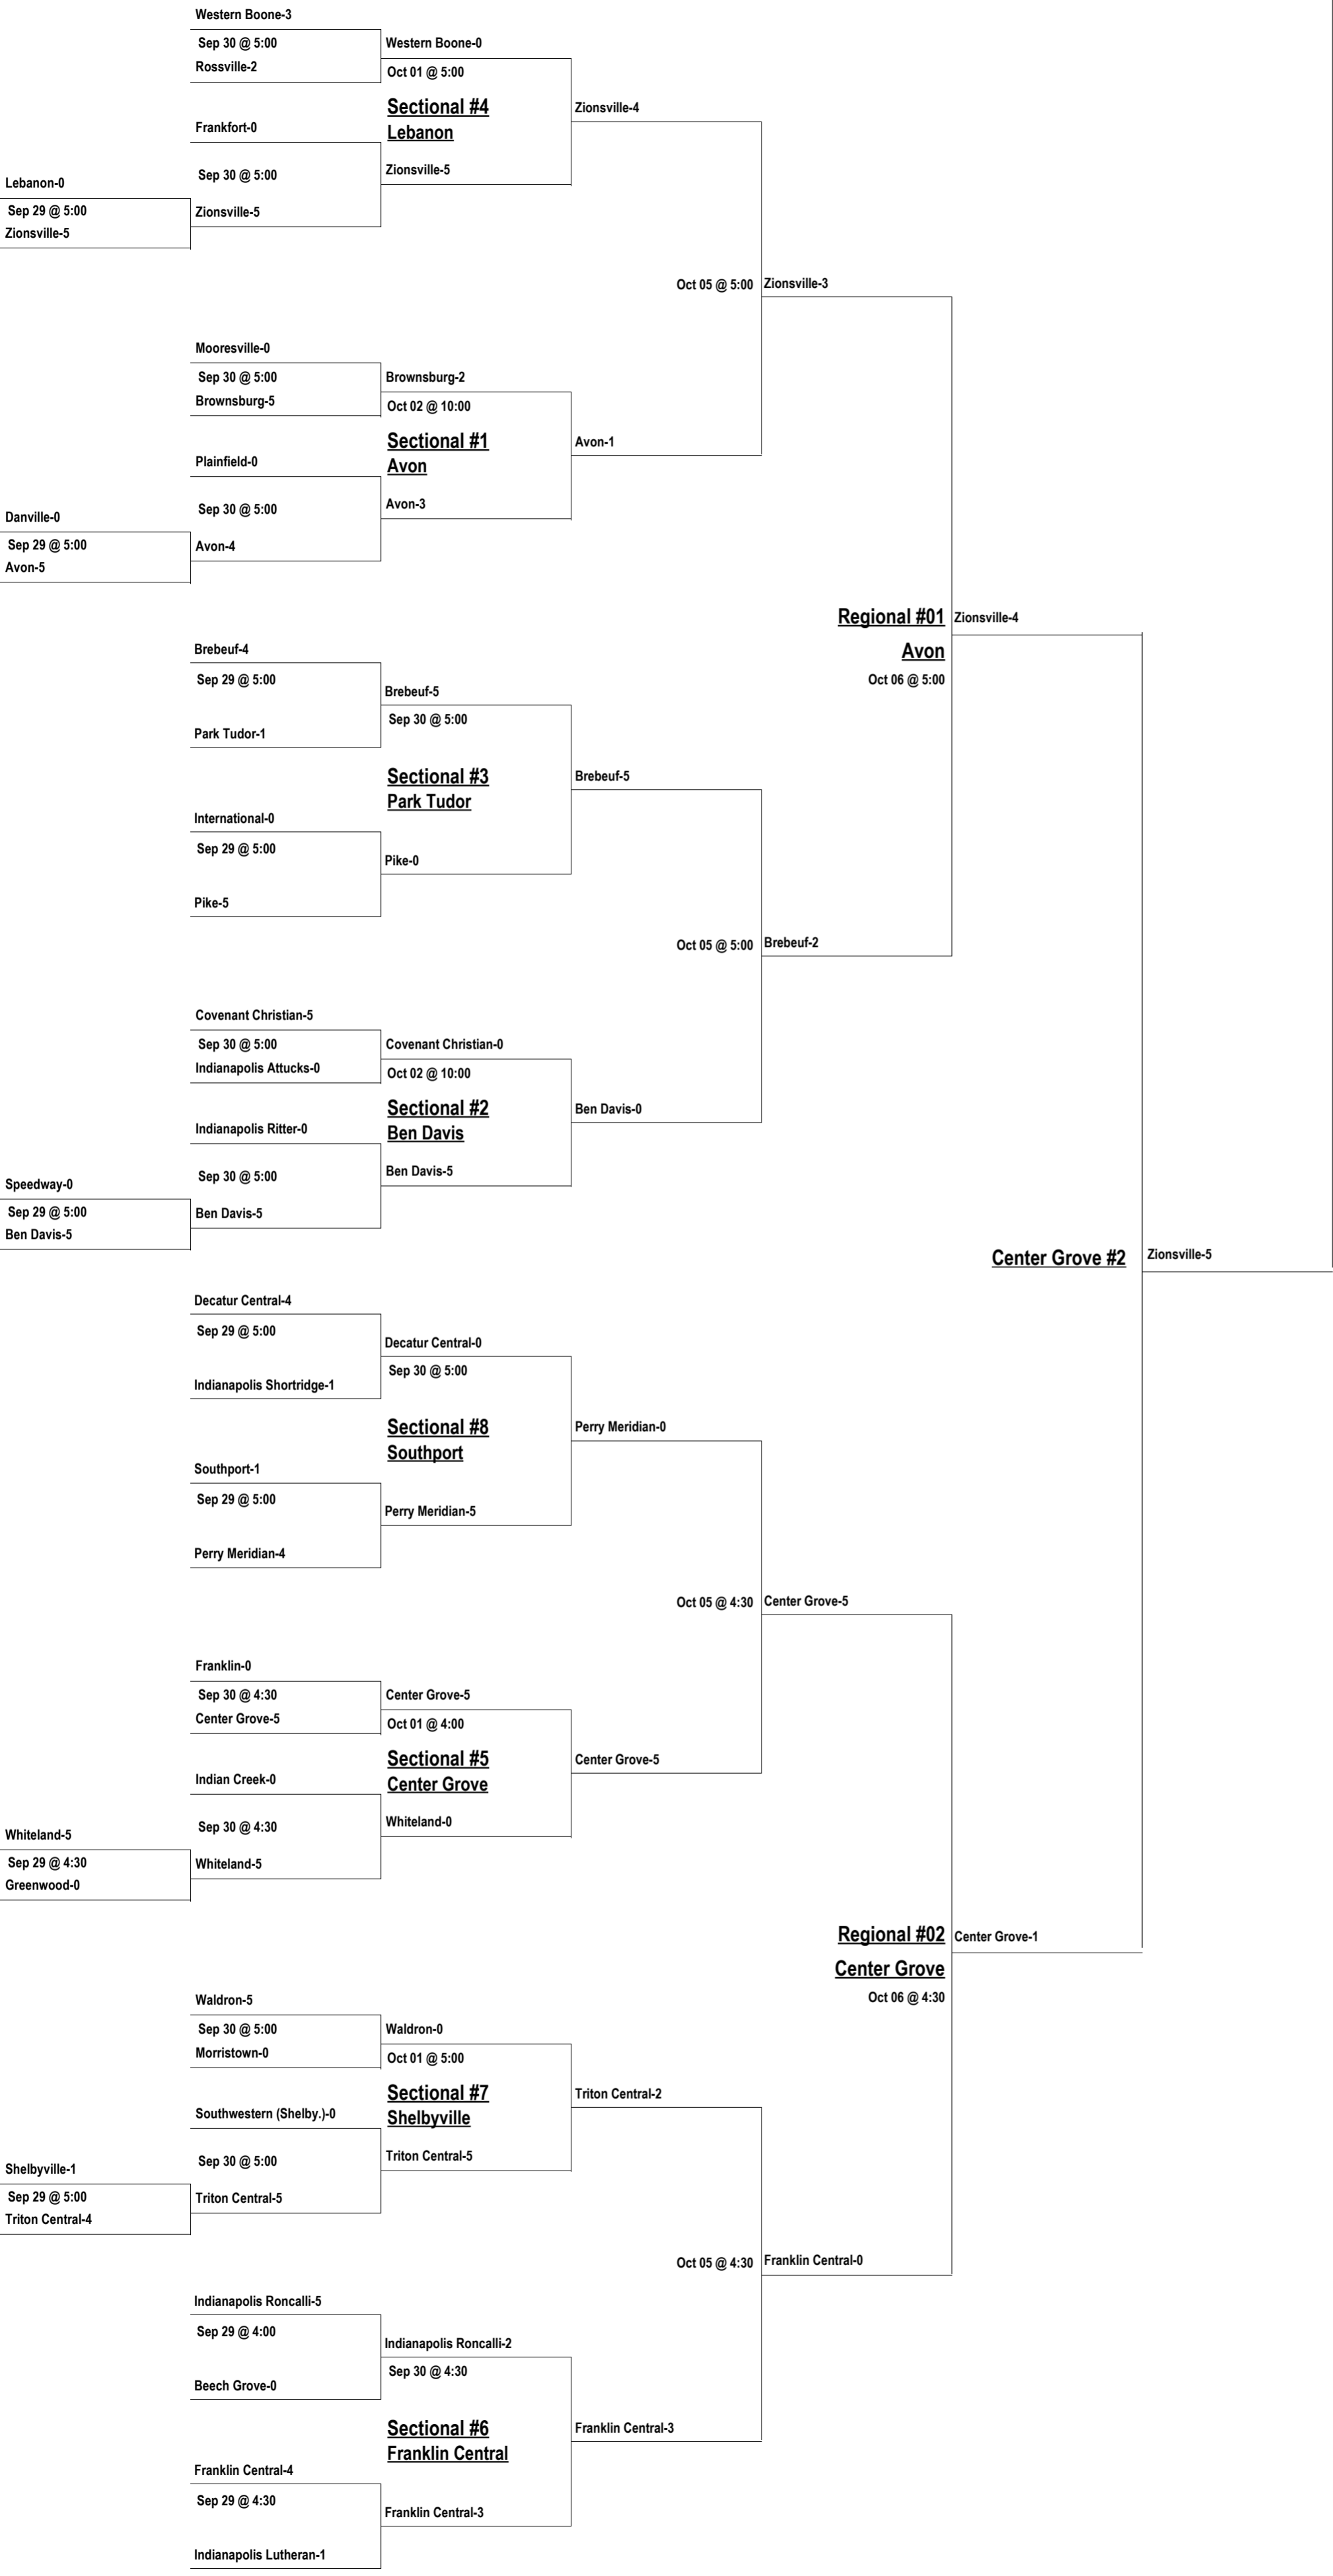 Western Boone-3
Sep 30 @ 5:00
Western Boone-0
Rossville-2
Oct 01 @ 5:00
Sectional #4
Zionsville-4
Frankfort-0
Lebanon
Zionsville-5
Sep 30 @ 5:00
Lebanon-0
Sep 29 @ 5:00
Zionsville-5
Zionsville-5
Oct 05 @ 5:00
Zionsville-3
Mooresville-0
Sep 30 @ 5:00
Brownsburg-2
Brownsburg-5
Oct 02 @ 10:00
Sectional #1
Avon-1
Plainfield-0
Avon
Avon-3
Sep 30 @ 5:00
Danville-0
Sep 29 @ 5:00
Avon-4
Avon-5
Regional #01
Zionsville-4
Avon
Oct 06 @ 5:00
Brebeuf-4
Sep 29 @ 5:00
Brebeuf-5
Sep 30 @ 5:00
Park Tudor-1
Sectional #3
Brebeuf-5
Park Tudor
International-0
Sep 29 @ 5:00
Pike-0
Pike-5
Oct 05 @ 5:00
Brebeuf-2
Covenant Christian-5
Sep 30 @ 5:00
Covenant Christian-0
Indianapolis Attucks-0
Oct 02 @ 10:00
Sectional #2
Ben Davis-0
Indianapolis Ritter-0
Ben Davis
Ben Davis-5
Sep 30 @ 5:00
Speedway-0
Sep 29 @ 5:00
Ben Davis-5
Ben Davis-5
Center Grove #2
Zionsville-5
Decatur Central-4
Sep 29 @ 5:00
Decatur Central-0
Sep 30 @ 5:00
Indianapolis Shortridge-1
Sectional #8
Perry Meridian-0
Southport
Southport-1
Sep 29 @ 5:00
Perry Meridian-5
Perry Meridian-4
Oct 05 @ 4:30
Center Grove-5
Franklin-0
Sep 30 @ 4:30
Center Grove-5
Center Grove-5
Oct 01 @ 4:00
Sectional #5
Center Grove-5
Indian Creek-0
Center Grove
Whiteland-0
Sep 30 @ 4:30
Whiteland-5
Sep 29 @ 4:30
Whiteland-5
Greenwood-0
Regional #02
Center Grove-1
Center Grove
Oct 06 @ 4:30
Waldron-5
Sep 30 @ 5:00
Waldron-0
Morristown-0
Oct 01 @ 5:00
Sectional #7
Triton Central-2
Southwestern (Shelby.)-0
Shelbyville
Triton Central-5
Sep 30 @ 5:00
Shelbyville-1
Sep 29 @ 5:00
Triton Central-5
Triton Central-4
Oct 05 @ 4:30
Franklin Central-0
Indianapolis Roncalli-5
Sep 29 @ 4:00
Indianapolis Roncalli-2
Sep 30 @ 4:30
Beech Grove-0
Sectional #6
Franklin Central-3
Franklin Central
Franklin Central-4
Sep 29 @ 4:30
Franklin Central-3
Indianapolis Lutheran-1